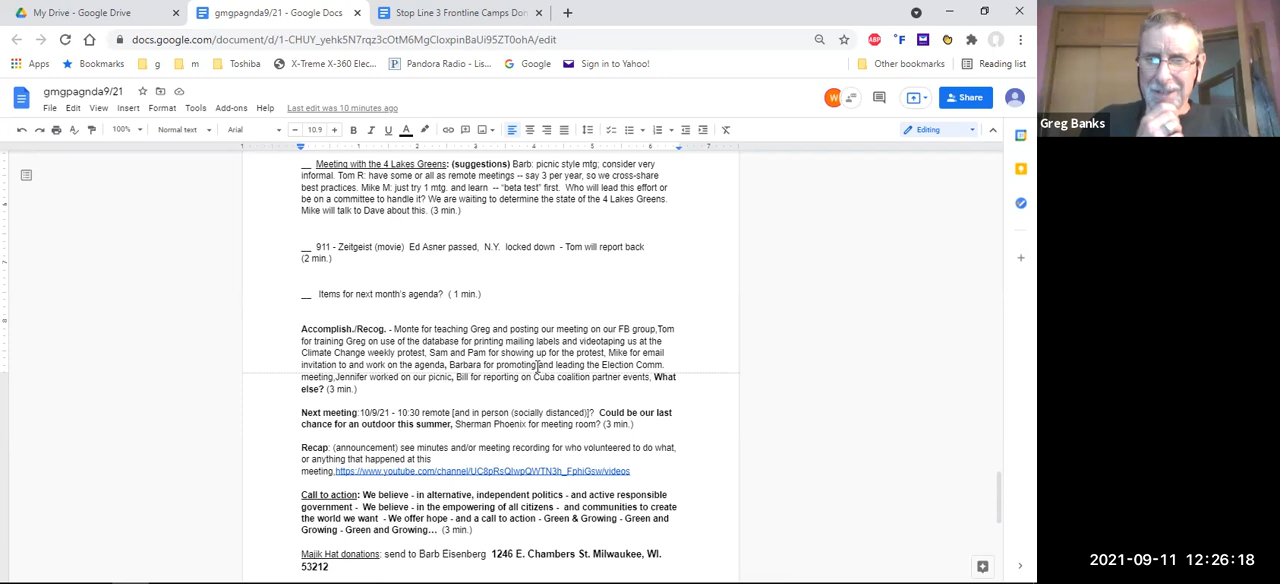 My Drive - Google Drive
gmgpagnda9/21 - Google Docs
Stop Line 3 Frontline Camps Don
docs.google.com/document/d/1-CHUY_yehk5N7rqz3cOtM6MgCloxpinBaUi95ZT0ohA/edit
Apps Bookmarks g m Toshiba X-Treme X-360 Elec... Pandora Radio - Lis... Google Sign in to Yahoo! Other bookmarks Reading list
gmgpagnda9/21
File Edit View Insert Format Tools Add-ons Help Last edit was 10 minutes ago
W
Share
100% Normal text Arial 10.9 Editing
Greg Banks
__ Meeting with the 4 Lakes Greens: (suggestions) Barb: picnic style mtg; consider very
informal. Tom R: have some or all as remote meetings -- say 3 per year, so we cross-share
best practices. Mike M: just try 1 mtg. and learn -- "beta test" first. Who will lead this effort or
be on a committee to handle it? We are waiting to determine the state of the 4 Lakes Greens.
Mike will talk to Dave about this. (3 min.)
__ 911 - Zeitgeist (movie) Ed Asner passed, N.Y. locked down - Tom will report back
(2 min.)
__ Items for next month's agenda? ( 1 min.)
Accomplish./Recog. - Monte for teaching Greg and posting our meeting on our FB group,Tom
for training Greg on use of the database for printing mailing labels and videotaping us at the
Climate Change weekly protest, Sam and Pam for showing up for the protest, Mike for email
invitation to and work on the agenda, Barbara for promoting and leading the Election Comm.
meeting,Jennifer worked on our picnic, Bill for reporting on Cuba coalition partner events, What
else? (3 min.)
Next meeting:10/9/21 - 10:30 remote [and in person (socially distanced)]? Could be our last
chance for an outdoor this summer, Sherman Phoenix for meeting room? (3 min.)
Recap: (announcement) see minutes and/or meeting recording for who volunteered to do what,
or anything that happened at this
meeting.https://www.youtube.com/channel/UC8pRsQIwpQWTN3h_FphiGsw/videos
Call to action: We believe - in alternative, independent politics - and active responsible
government - We believe - in the empowering of all citizens - and communities to create
the world we want - We offer hope - and a call to action - Green & Growing - Green and
Growing - Green and Growing... (3 min.)
Majik Hat donations: send to Barb Eisenberg 1246 E. Chambers St. Milwaukee, WI.
53212
2021-09-11 12:26:18